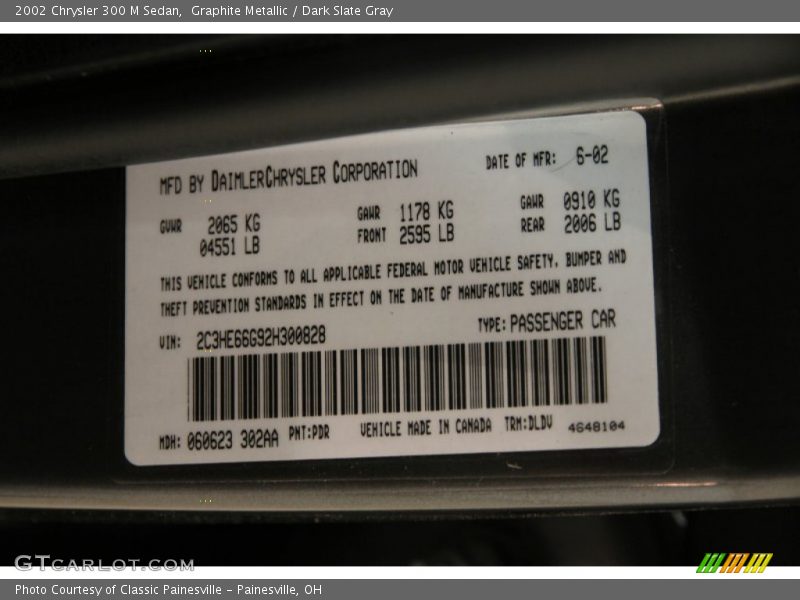 2002 Chrysler 300 M Sedan,  Graphite Metallic / Dark Slate Gray
MFD BY DAIMLERCHRYSLER CORPORATION DATE OF MFR: 6-02
GVWR 2065 KG GAWR 1178 KG GAWR 0910 KG
04551 LB FRONT 2595 LB REAR 2006 LB
THIS VEHICLE CONFORMS TO ALL APPLICABLE FEDERAL MOTOR VEHICLE SAFETY, BUMPER AND
THEFT PREVENTION STANDARDS IN EFFECT ON THE DATE OF MANUFACTURE SHOWN ABOVE.
VIN: 2C3HE66G92H300828 TYPE: PASSENGER CAR
MDH: 060623 302AA PNT:PDR VEHICLE MADE IN CANADA TRM:DLDV 4648104
GTCARLOT.COM
Photo Courtesy of Classic Painesville - Painesville, OH